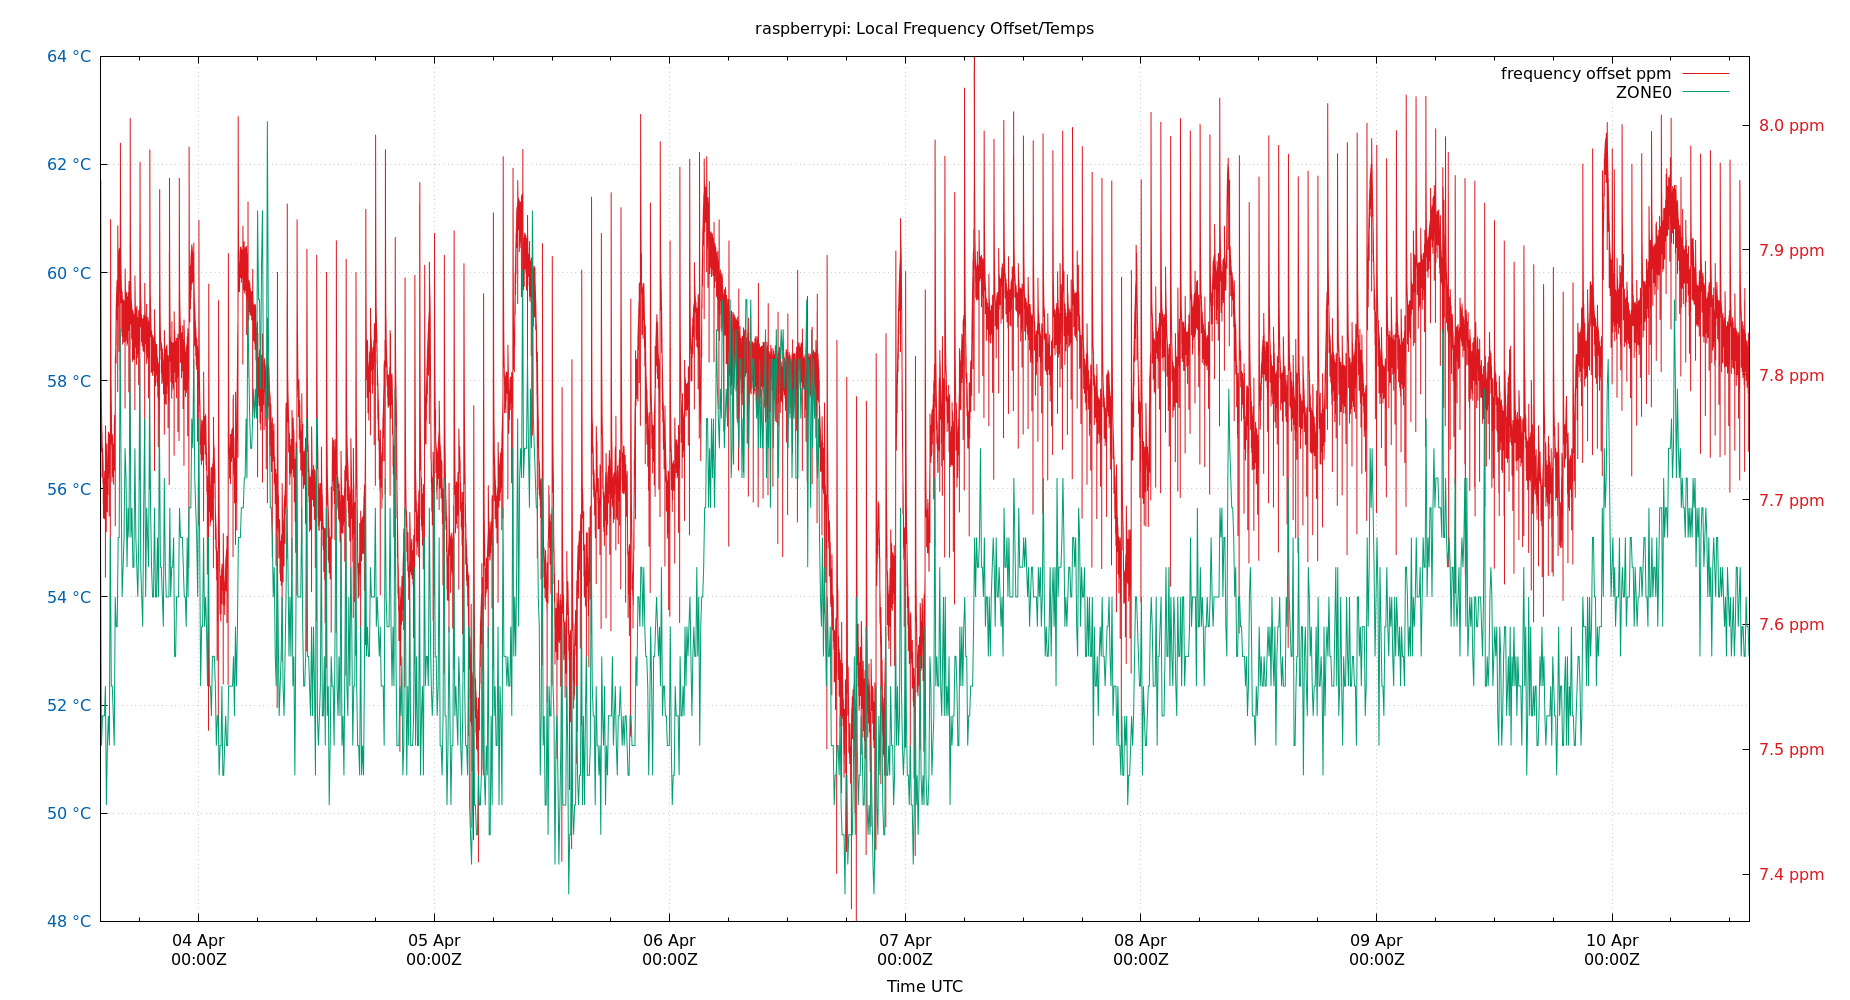 raspberrypi: Local Frequency Offset/Temps
frequency offset ppm
ZONE0
64 °C
62 °C
60 °C
58 °C
56 °C
54 °C
52 °C
50 °C
48 °C
8.0 ppm
7.9 ppm
7.8 ppm
7.7 ppm
7.6 ppm
7.5 ppm
7.4 ppm
04 Apr
00:00Z
05 Apr
00:00Z
06 Apr
00:00Z
07 Apr
00:00Z
08 Apr
00:00Z
09 Apr
00:00Z
10 Apr
00:00Z
Time UTC